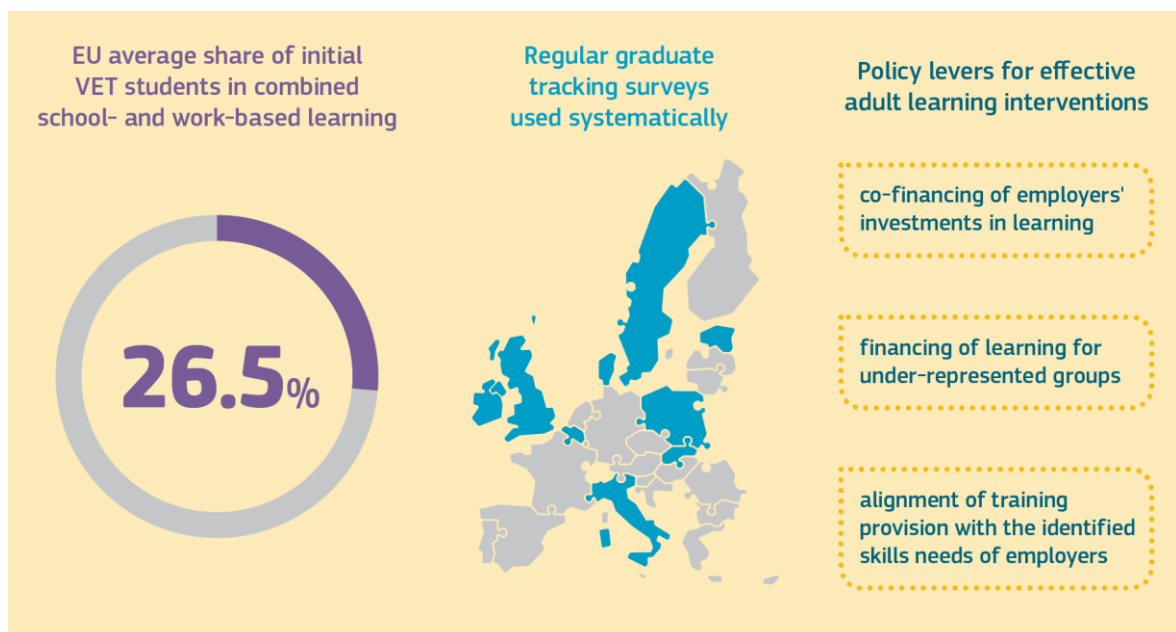 EU average share of initial
VET students in combined
school- and work-based learning
26.5%
Regular graduate
tracking surveys
used systematically
Policy levers for effective
adult learning interventions
co-financing of employers'
investments in learning
financing of learning for
under-represented groups
alignment of training
provision with the identified
skills needs of employers